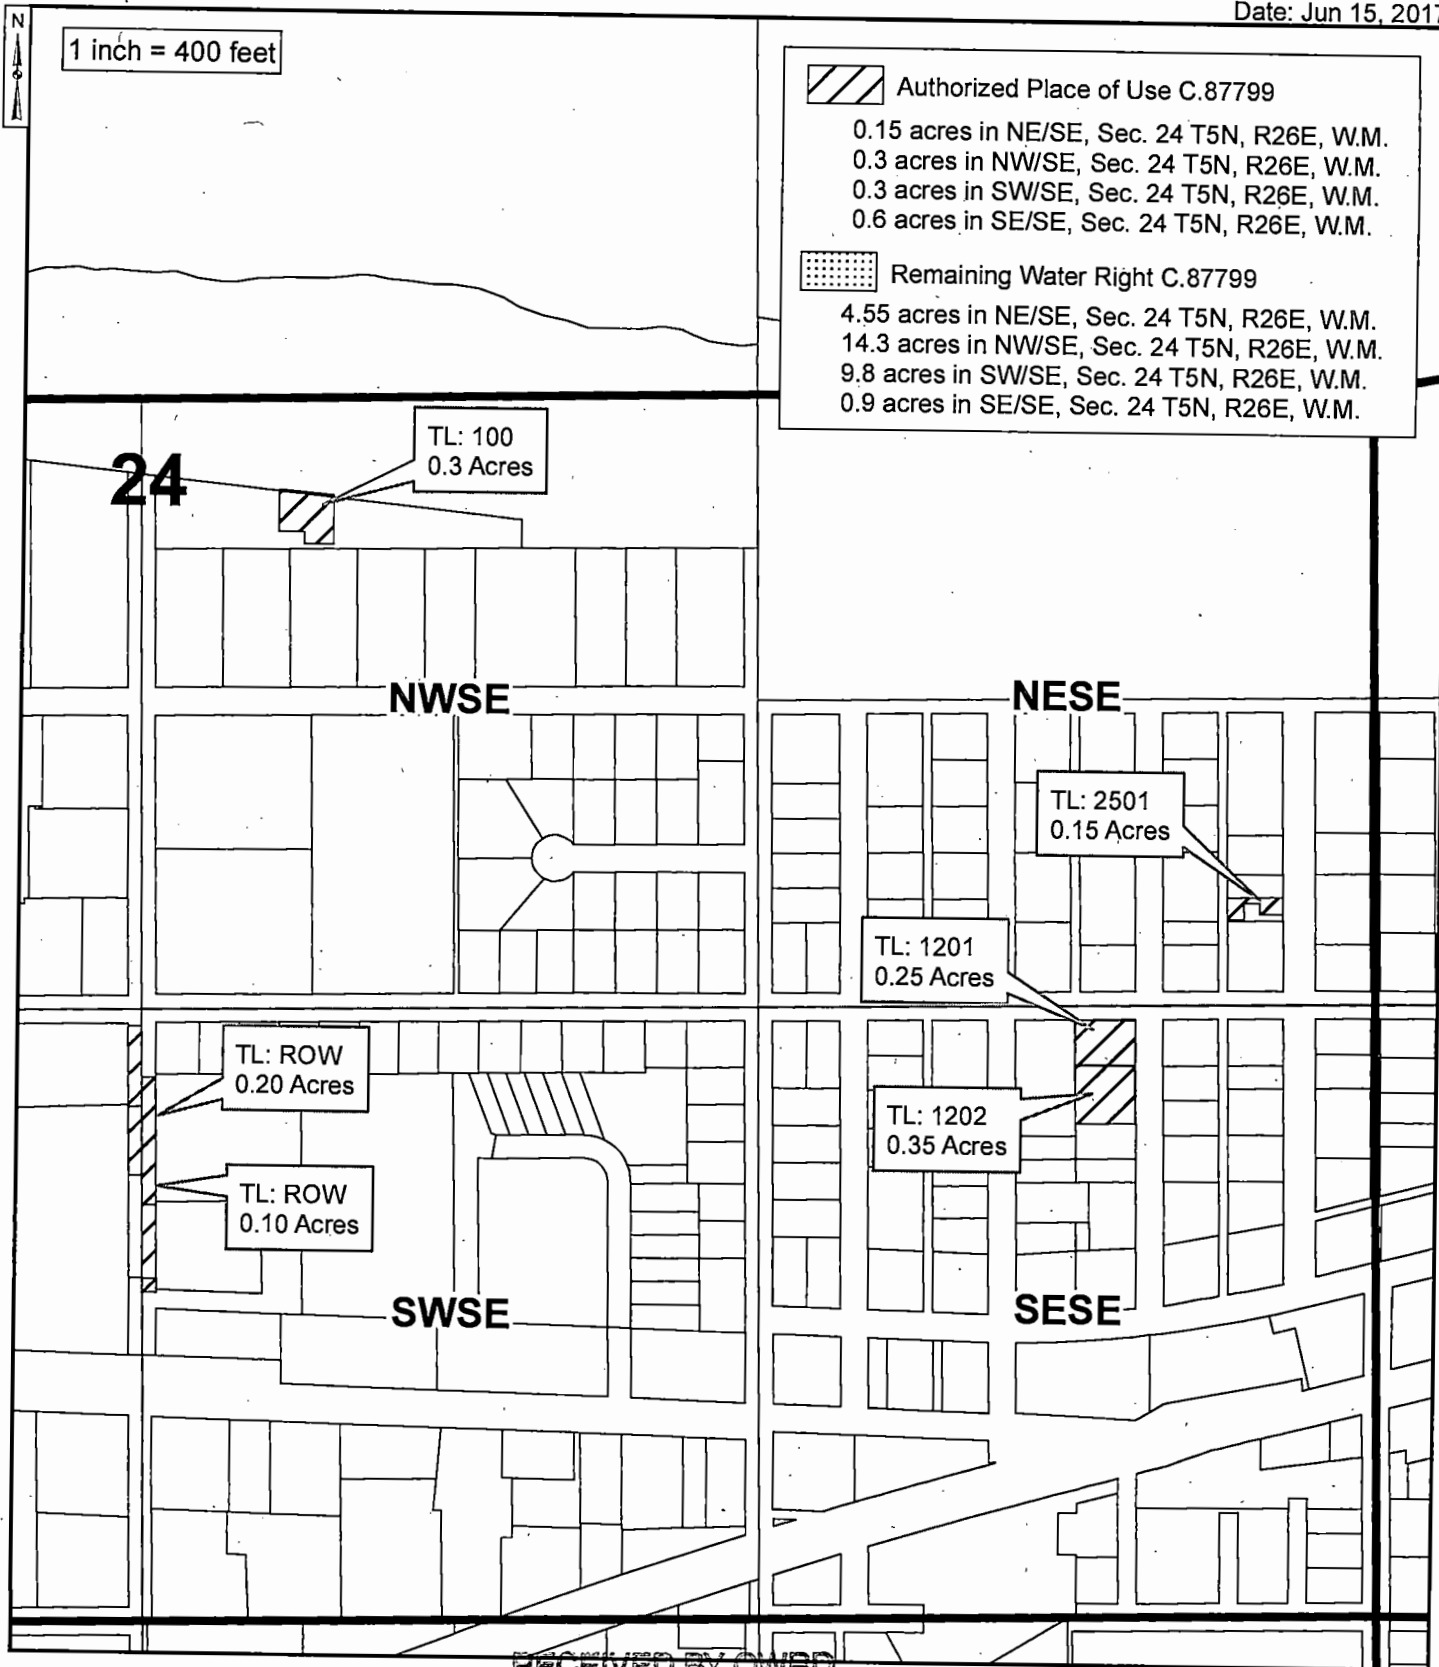 Date: Jun 15, 2017
N
1 inch = 400 feet
Authorized Place of Use C.87799
0.15 acres in NE/SE, Sec. 24 T5N, R26E, W.M.
0.3 acres in NW/SE, Sec. 24 T5N, R26E, W.M.
0.3 acres in SW/SE, Sec. 24 T5N, R26E, W.M.
0.6 acres in SE/SE, Sec. 24 T5N, R26E, W.M.
Remaining Water Right C.87799
4.55 acres in NE/SE, Sec. 24 T5N, R26E, W.M.
14.3 acres in NW/SE, Sec. 24 T5N, R26E, W.M.
9.8 acres in SW/SE, Sec. 24 T5N, R26E, W.M.
0.9 acres in SE/SE, Sec. 24 T5N, R26E, W.M.
TL: 100
0.3 Acres
24
NWSE
NESE
TL: 2501
0.15 Acres
TL: 1201
0.25 Acres
TL: ROW
0.20 Acres
TL: 1202
0.35 Acres
TL: ROW
0.10 Acres
SWSE
SESE
RECEIVED BY OWRD